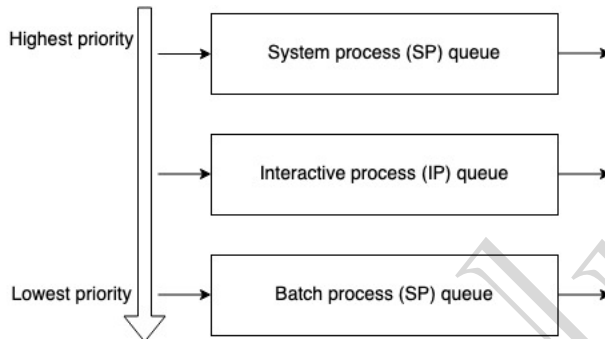 Highest priority
System process (SP) queue
Interactive process (IP) queue
Lowest priority
Batch process (SP) queue